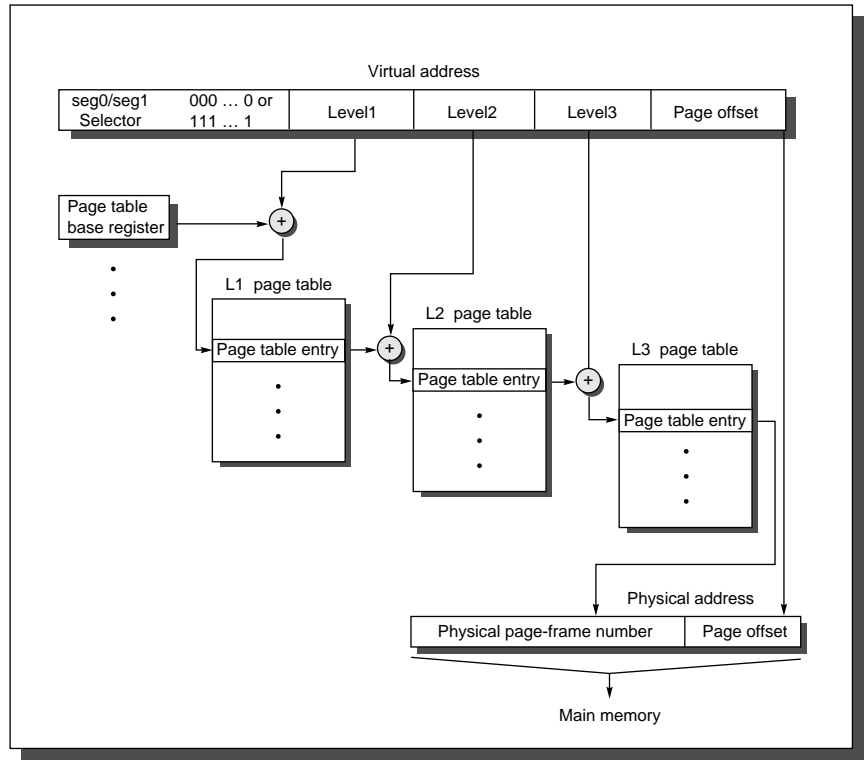 Virtual address
seg0/seg1 000 … 0 or
Selector 111 … 1
Level1
Level2
Level3
Page offset
Page table
base register
+
L1 page table
Page table entry
+
L2 page table
Page table entry
+
L3 page table
Page table entry
Physical address
Physical page-frame number
Page offset
Main memory